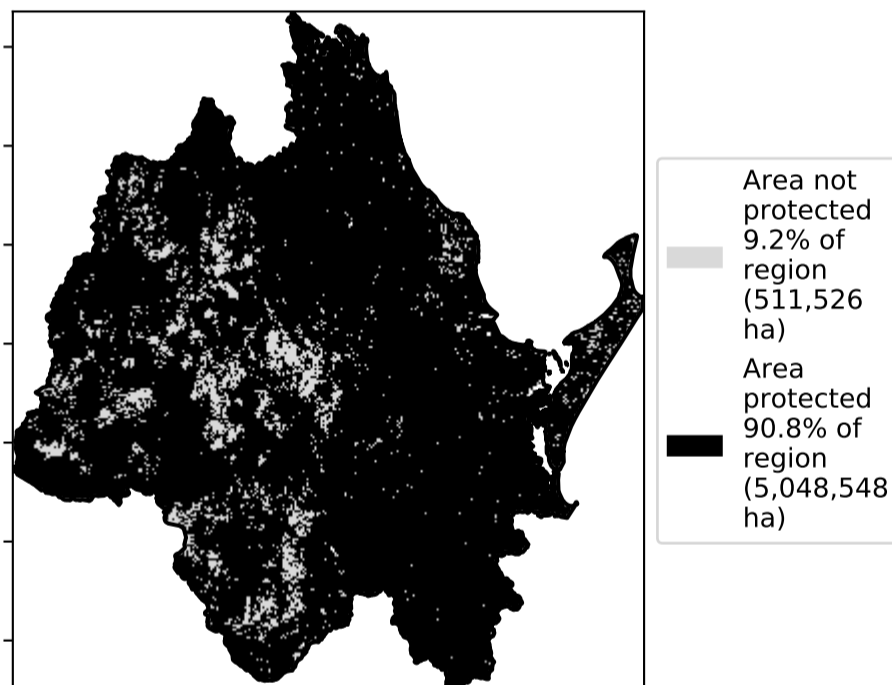 Area not
protected
9.2% of
region
(511,526
ha)
Area
protected
90.8% of
region
(5,048,548
ha)